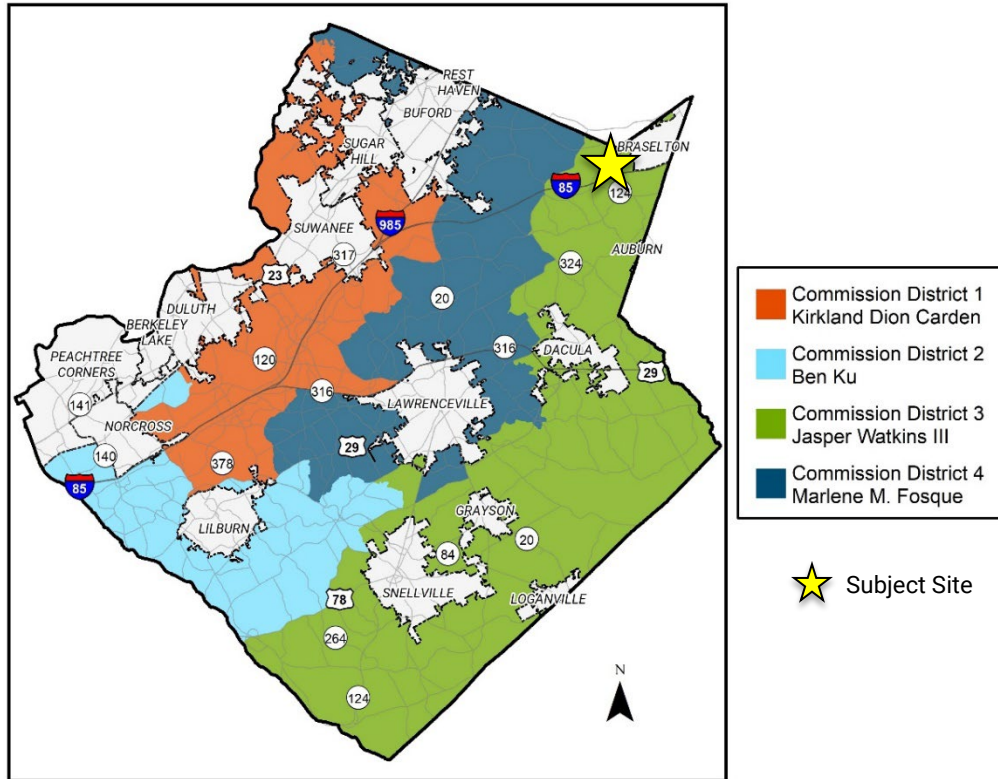 REST
HAVEN
BUFORD
BRASELTON
SUGAR
HILL
85
124
985
SUWANEE
AUBURN
317
324
23
20
DULUTH
BERKELEY
LAKE
316
DACULA
PEACHTREE
CORNERS
120
29
316
LAWRENCEVILLE
141
NORCROSS
29
140
378
85
GRAYSON
LILBURN
20
84
SNELLVILLE
78
LOGANVILLE
264
124
N
Commission District 1
Kirkland Dion Carden
Commission District 2
Ben Ku
Commission District 3
Jasper Watkins III
Commission District 4
Marlene M. Fosque
Subject Site